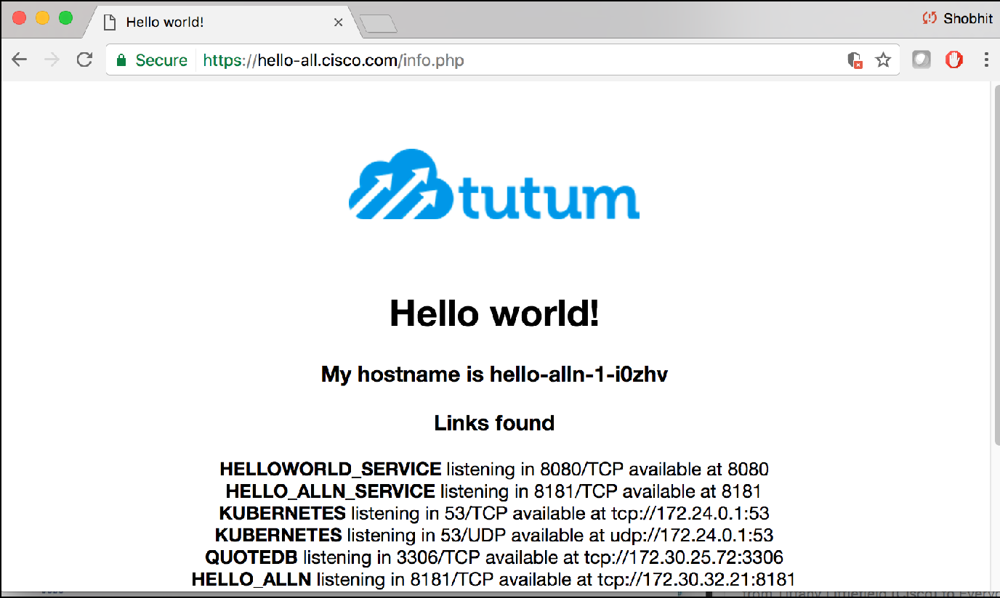 Hello world!
Shobhit
Secure https://hello-all.cisco.com/info.php
tutum
Hello world!
My hostname is hello-alln-1-i0zhv
Links found
HELLOWORLD_SERVICE listening in 8080/TCP available at 8080
HELLO_ALLN_SERVICE listening in 8181/TCP available at 8181
KUBERNETES listening in 53/TCP available at tcp://172.24.0.1:53
KUBERNETES listening in 53/UDP available at udp://172.24.0.1:53
QUOTEDB listening in 3306/TCP available at tcp://172.30.25.72:3306
HELLO_ALLN listening in 8181/TCP available at tcp://172.30.32.21:8181